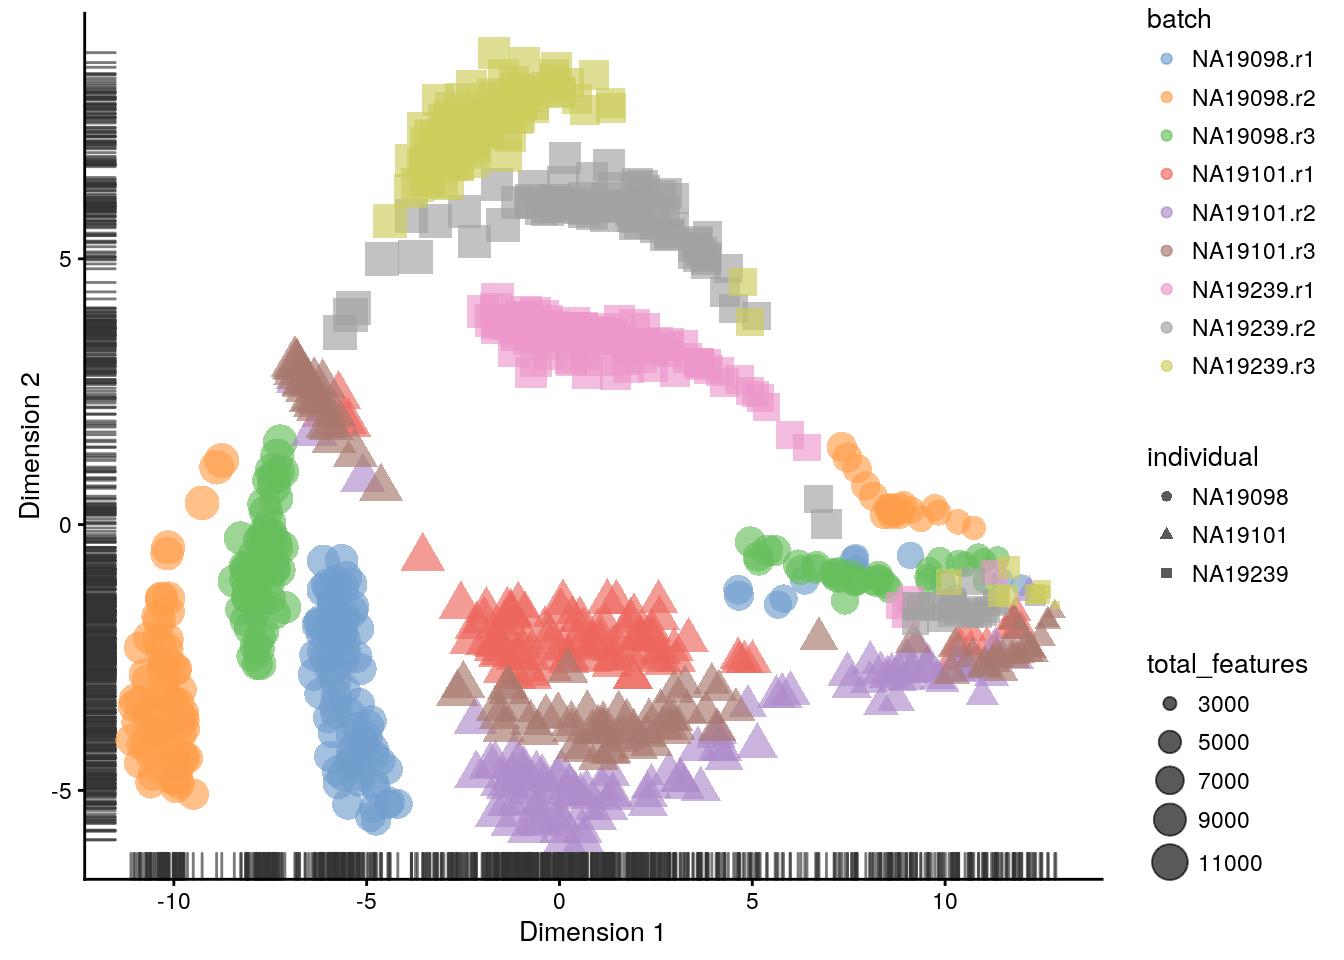 batch
NA19098.r1
NA19098.r2
NA19098.r3
NA19101.r1
NA19101.r2
NA19101.r3
NA19239.r1
NA19239.r2
NA19239.r3
individual
NA19098
NA19101
NA19239
total_features
3000
5000
7000
9000
11000
Dimension 2
5
0
-5
-10
-5
0
5
10
Dimension 1